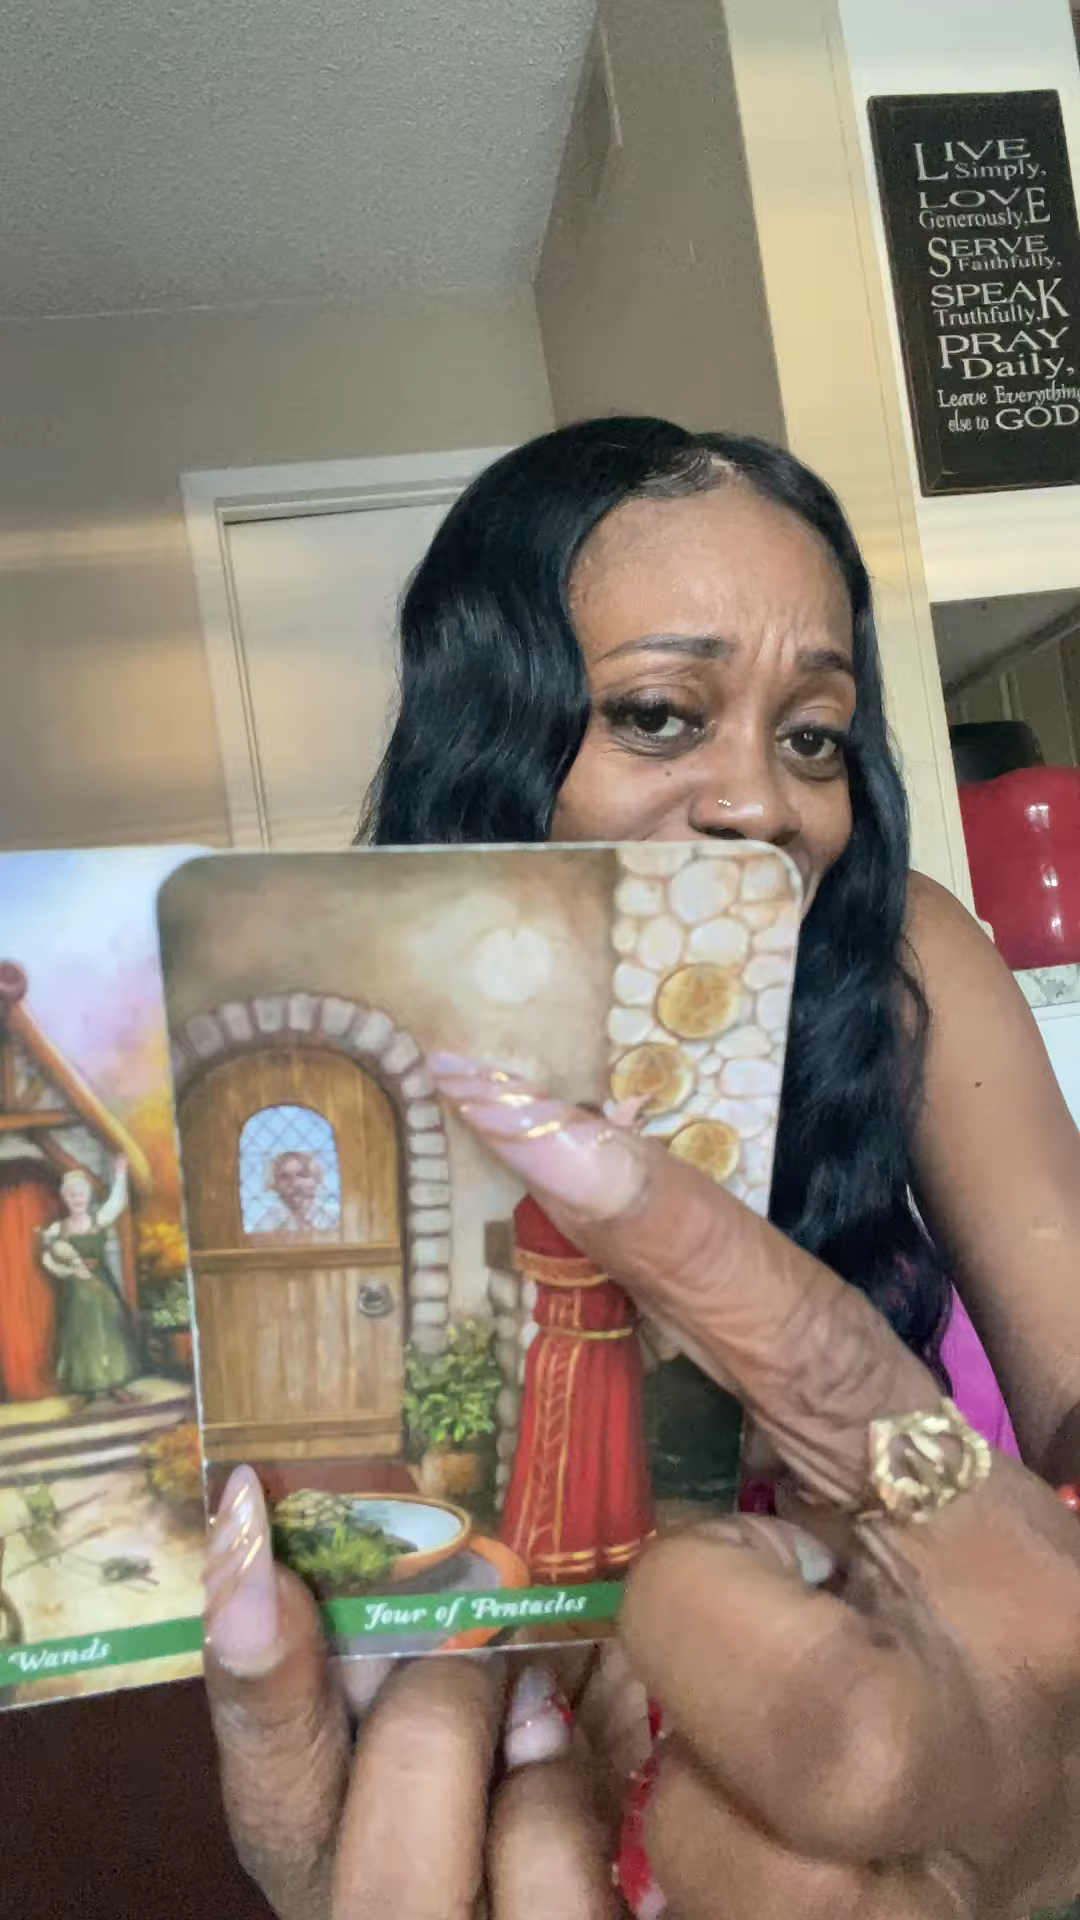 LIVE
Simply,
LOVE
Generously,
SERVE
Faithfully,
SPEAK
Truthfully,
PRAY
Daily,
Leave Everything
else to GOD
Four of Pentacles
Wands